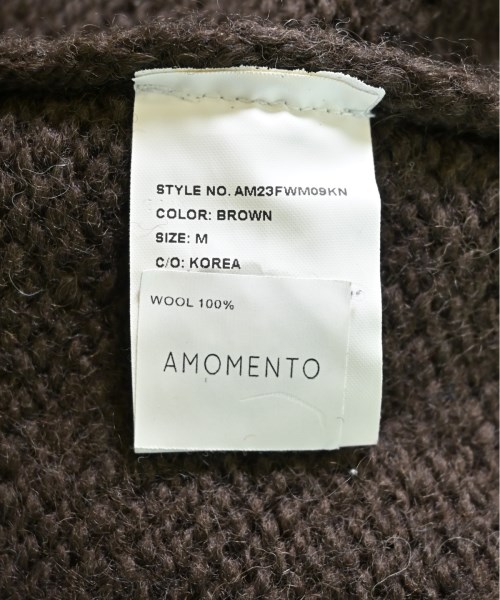 STYLE NO. AM23FWM09KN
COLOR: BROWN
SIZE: M
C/O: KOREA
WOOL 100%
AMOMENTO